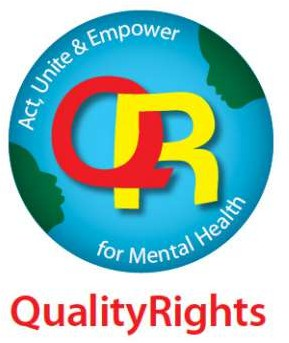 Act, Unite & Empower
QR
for Mental Health
QualityRights